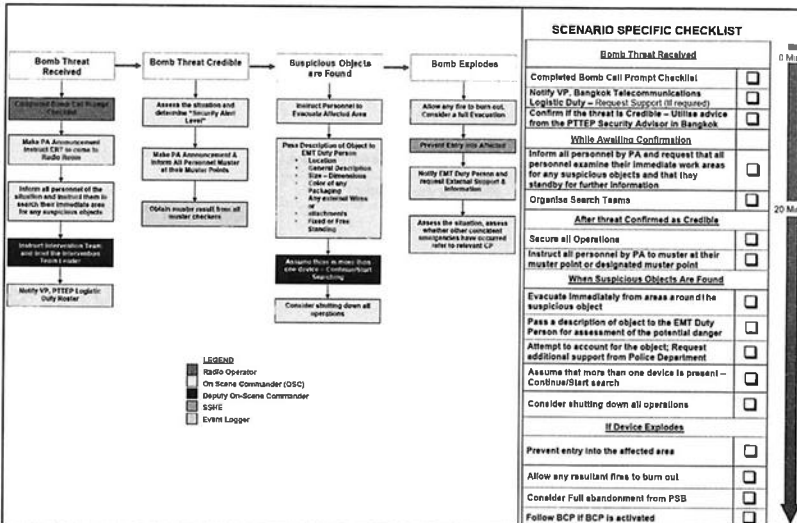 Bomb Threat
Received
Bomb Threat Credible
Suspicious Objects
are Found
Bomb Explodes
Completed Bomb Call Prompt
Checklist
Make PA Announcement
Instruct ERT to come to
Radio Room
Inform all personnel of the
situation and instruct them to
search their immediate area
for any suspicious objects
Instruct Intervention Team
and brief the Intervention
Team Leader
Notify VP, PTTEP Logistic
Duty Roster
Assess the situation and
determine "Security Alert
Level"
Make PA Announcement &
Inform All Personnel Muster
at their Muster Points
Obtain muster result from all
muster checkers
Instruct Personnel to
Evacuate Affected Area
Pass Description of Object to
EMT Duty Person
• Location
• General Description
• Size – Dimensions
• Color of any
Packaging
• Any external Wires
or
• attachments
• Fixed or Free
Standing
Assume there is more than
one device – Continue/Start
Searching
Consider shutting down all
operations
Allow any fire to burn out,
Consider a full Evacuation
Prevent Entry into Affected
Notify EMT Duty Person and
request External Support &
Information
Assess the situation, assess
whether other coincident
emergencies have occurred
refer to relevant CP
LEGEND
Radio Operator
On Scene Commander (OSC)
Deputy On-Scene Commander
SSHE
Event Logger
SCENARIO SPECIFIC CHECKLIST
Bomb Threat Received
Completed Bomb Call Prompt Checklist
Notify VP, Bangkok Telecommunications
Logistic Duty – Request Support (if required)
Confirm if the threat is Credible – Utilise advice
from the PTTEP Security Advisor in Bangkok
While Awaiting Confirmation
Inform all personnel by PA and request that all
personnel examine their immediate work areas
for any suspicious objects and that they
standby for further information
Organise Search Teams
After threat Confirmed as Credible
Secure all Operations
Instruct all personnel by PA to muster at their
muster point or designated muster point
When Suspicious Objects Are Found
Evacuate immediately from areas around the
suspicious object
Pass a description of object to the EMT Duty
Person for assessment of the potential danger
Attempt to account for the object; Request
additional support from Police Department
Assume that more than one device is present –
Continue/Start search
Consider shutting down all operations
If Device Explodes
Prevent entry into the affected area
Allow any resultant fires to burn out
Consider Full abandonment from PSB
Follow BCP if BCP is activated
0 Min
20 Min